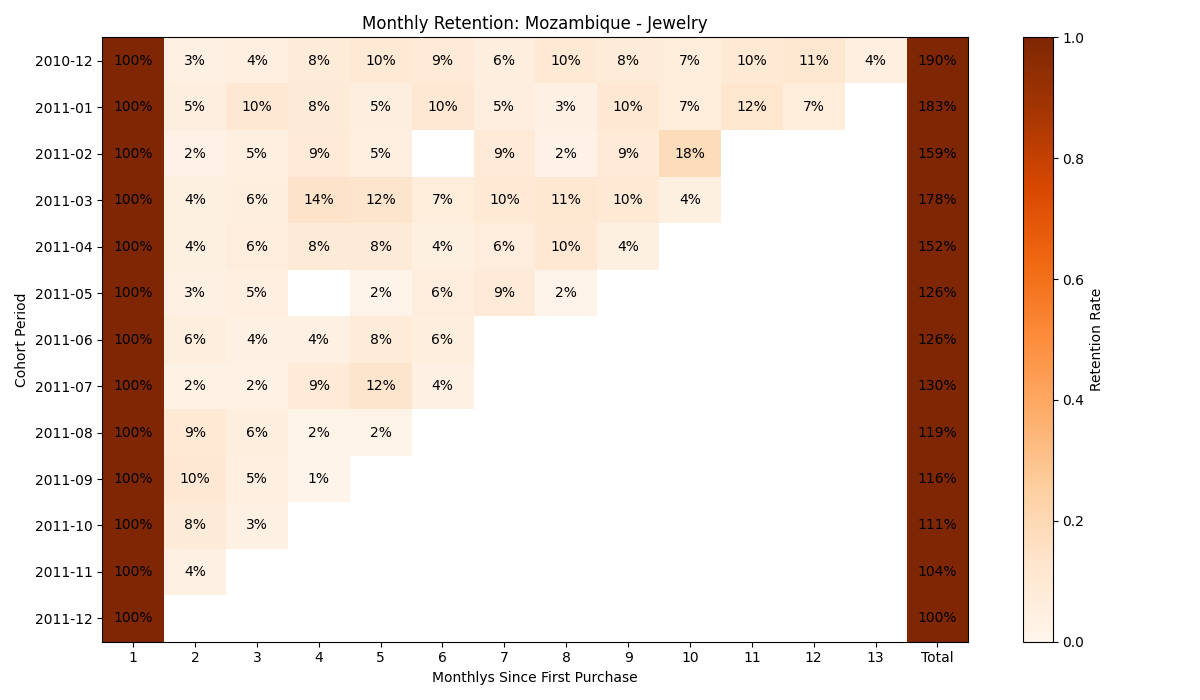 Monthly Retention: Mozambique - Jewelry
2010-12 100% 3% 4% 8% 10% 9% 6% 10% 8% 7% 10% 11% 4% 190%
2011-01 100% 5% 10% 8% 5% 10% 5% 3% 10% 7% 12% 7% 183%
2011-02 100% 2% 5% 9% 5% 9% 2% 9% 18% 159%
2011-03 100% 4% 6% 14% 12% 7% 10% 11% 10% 4% 178%
2011-04 100% 4% 6% 8% 8% 4% 6% 10% 4% 152%
2011-05 100% 3% 5% 2% 6% 9% 2% 126%
2011-06 100% 6% 4% 4% 8% 6% 126%
2011-07 100% 2% 2% 9% 12% 4% 130%
2011-08 100% 9% 6% 2% 2% 119%
2011-09 100% 10% 5% 1% 116%
2011-10 100% 8% 3% 111%
2011-11 100% 4% 104%
2011-12 100% 100%
1 2 3 4 5 6 7 8 9 10 11 12 13 Total
Monthlys Since First Purchase
Cohort Period
1.0
0.8
0.6
0.4
0.2
0.0
Retention Rate